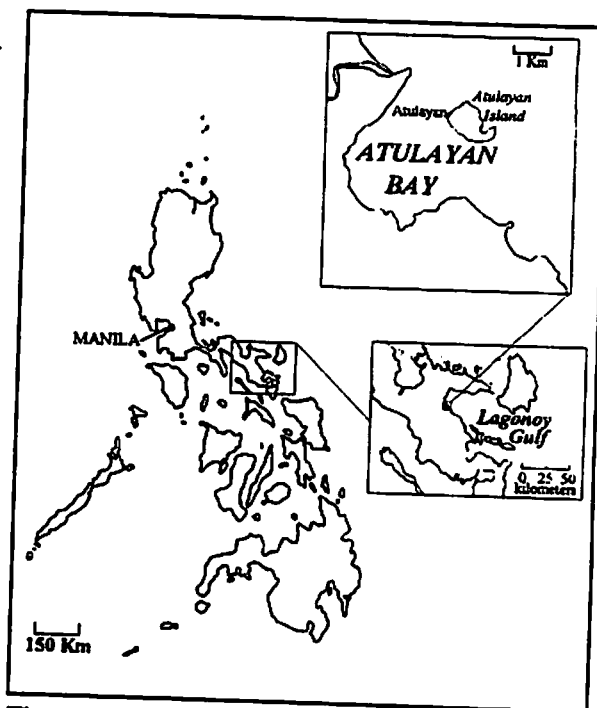 1 Km
Atulayan
Atulayan
Island
ATULAYAN
BAY
MANILA
Lagonoy
Gulf
0 25 50
kilometers
150 Km